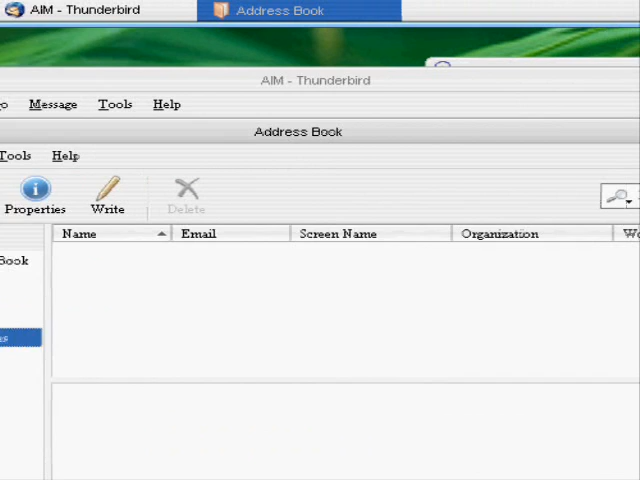 AIM - Thunderbird Address Book
AIM - Thunderbird
Message Tools Help
Address Book
Tools Help
Properties Write Delete
Name Email Screen Name Organization
Book